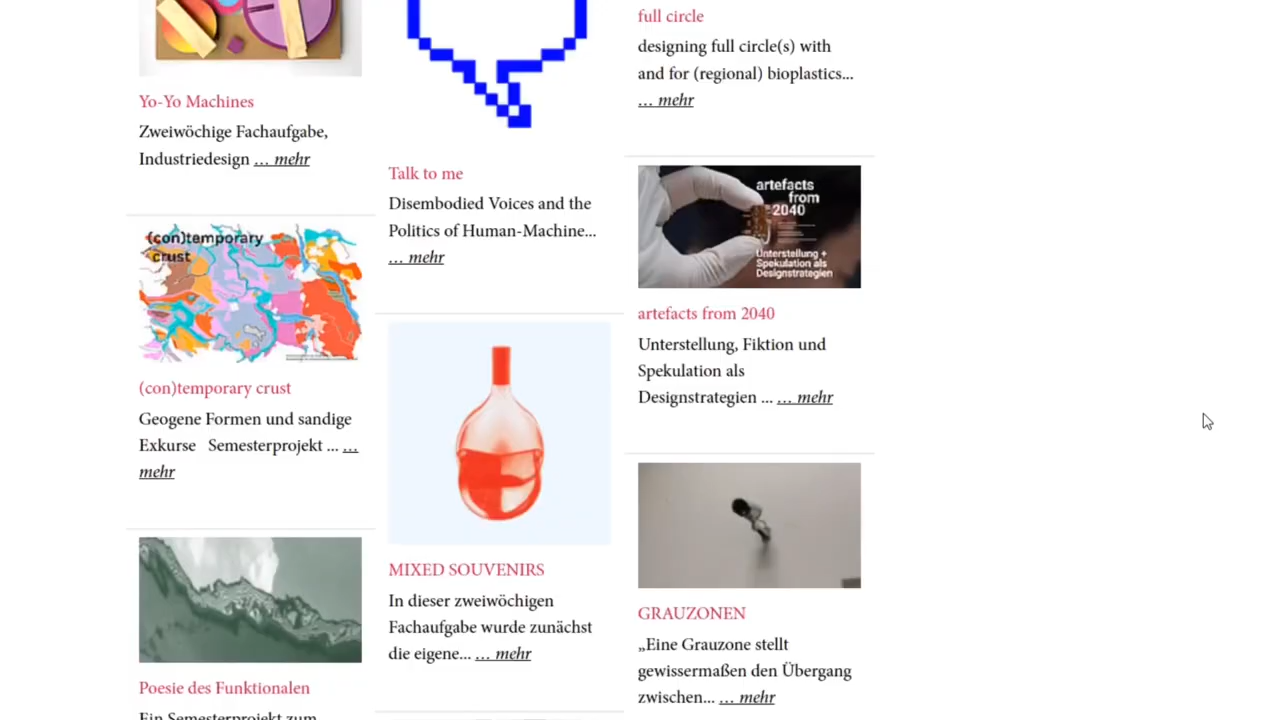 Yo-Yo Machines
Zweiwöchige Fachaufgabe,
Industriedesign ... mehr
(con)temporary
crust
(con)temporary crust
Geogene Formen und sandige
Exkurse Semesterprojekt ... ...
mehr
Poesie des Funktionalen
Ein Semesterprojekt zum
Talk to me
Disembodied Voices and the
Politics of Human-Machine...
... mehr
MIXED SOUVENIRS
In dieser zweiwöchigen
Fachaufgabe wurde zunächst
die eigene... ... mehr
full circle
designing full circle(s) with
and for (regional) bioplastics...
... mehr
artefacts
from
2040
Unterstellung +
Spekulation als
Designstrategien
artefacts from 2040
Unterstellung, Fiktion und
Spekulation als
Designstrategien ... ... mehr
GRAUZONEN
„Eine Grauzone stellt
gewissermaßen den Übergang
zwischen... ... mehr